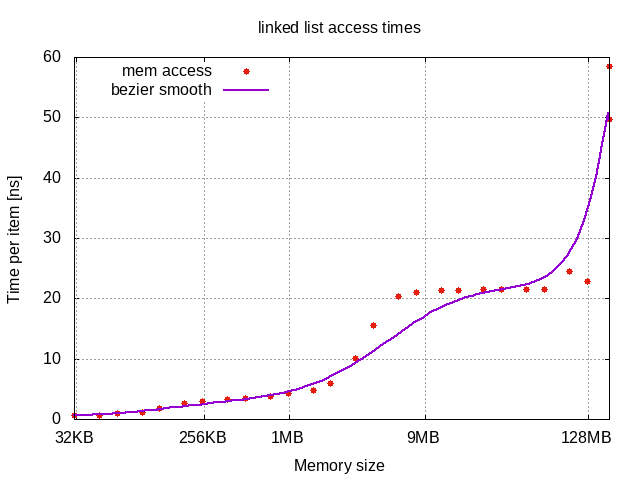 linked list access times
60
50
40
30
20
10
0
Time per item [ns]
mem access
bezier smooth
32KB 256KB 1MB 9MB 128MB
Memory size